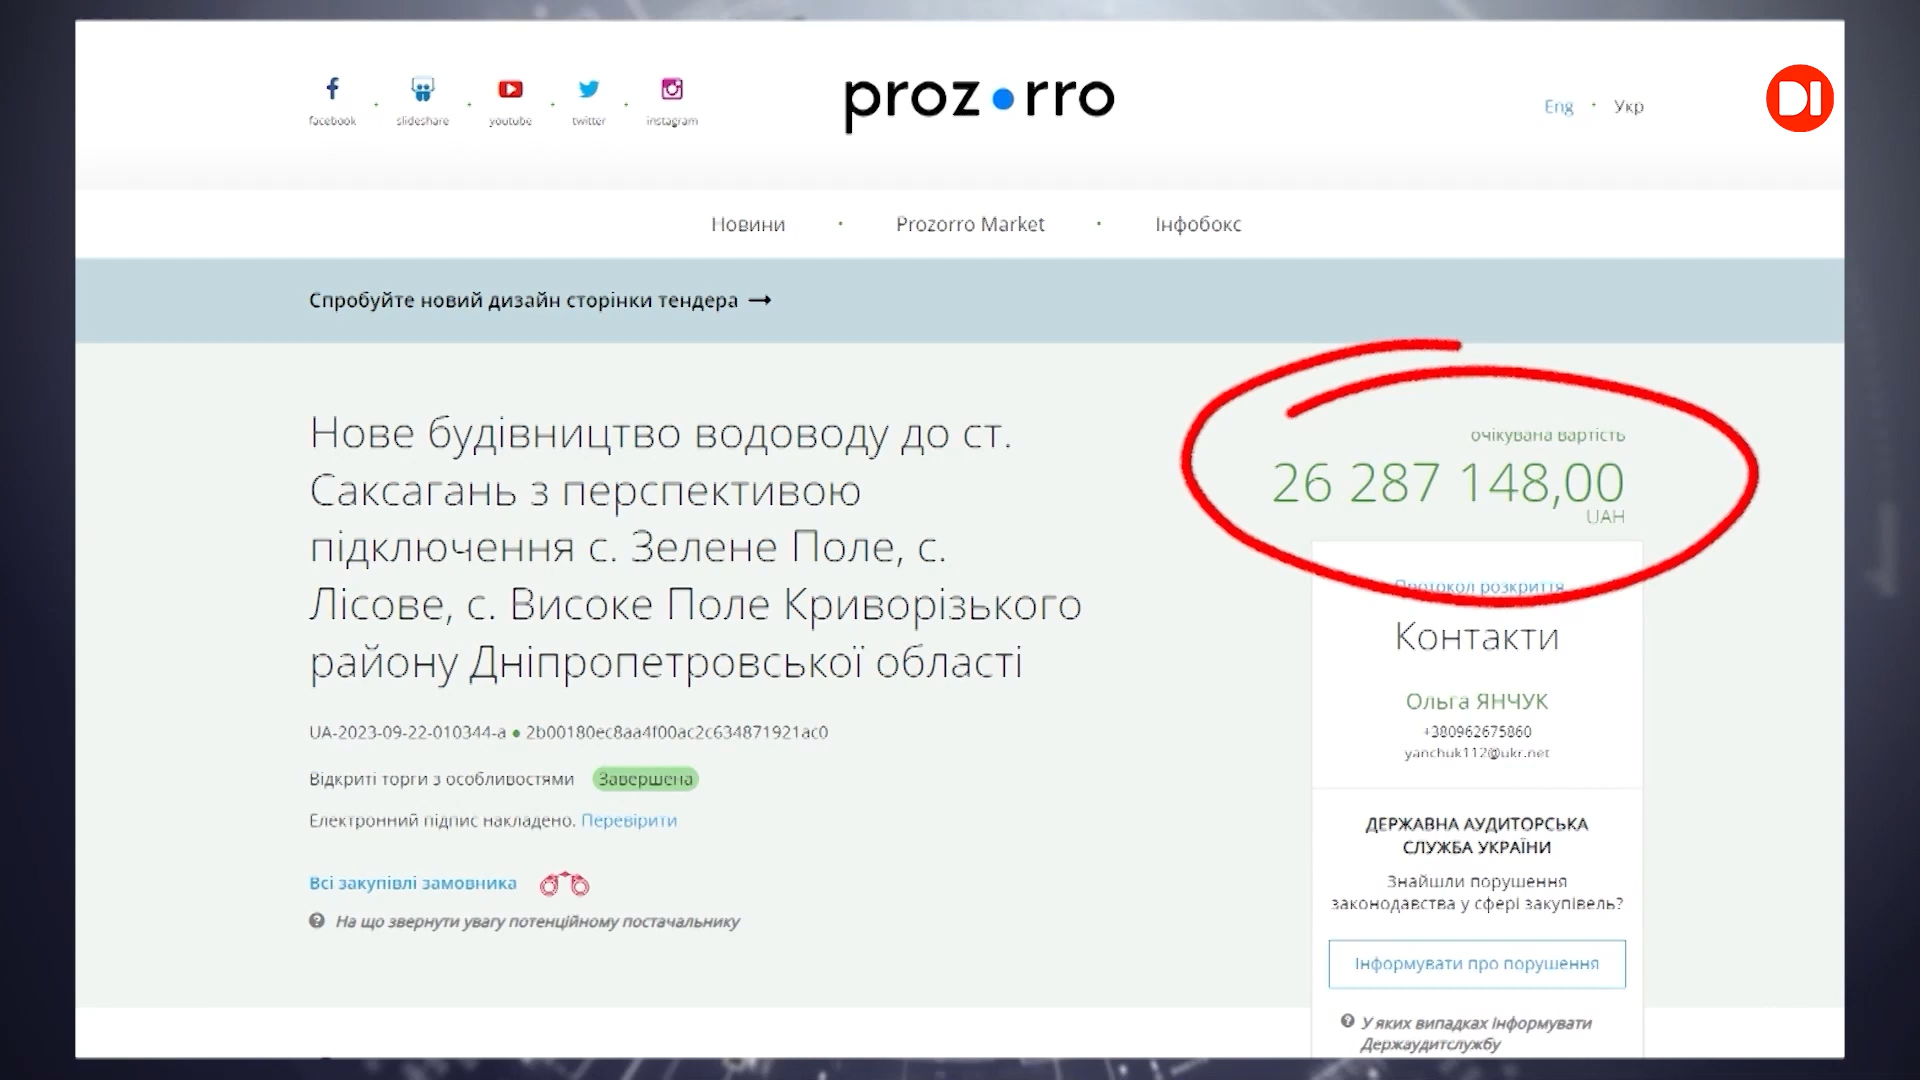 facebook
slideshare
youtube
twitter
instagram
proz•rro
Eng · Укр
DI
Новини · Prozorro Market · Інфобокс
Спробуйте новий дизайн сторінки тендера →
Нове будівництво водоводу до ст.
Саксагань з перспективою
підключення с. Зелене Поле, с.
Лісове, с. Високе Поле Криворізького
району Дніпропетровської області
очікувана вартість
26 287 148,00
UAH
UA-2023-09-22-010344-a ● 2b00180ec8aa4f00ac2c634871921ac0
Відкриті торги з особливостями Завершена
Електронний підпис накладено. Перевірити
Всі закупівлі замовника
На що звернути увагу потенційному постачальнику
Протокол розкриття
Контакти
Ольга ЯНЧУК
+380962675860
yanchuk112@ukr.net
ДЕРЖАВНА АУДИТОРСЬКА
СЛУЖБА УКРАЇНИ
Знайшли порушення
законодавства у сфері закупівель?
Інформувати про порушення
У яких випадках інформувати
Держаудитслужбу